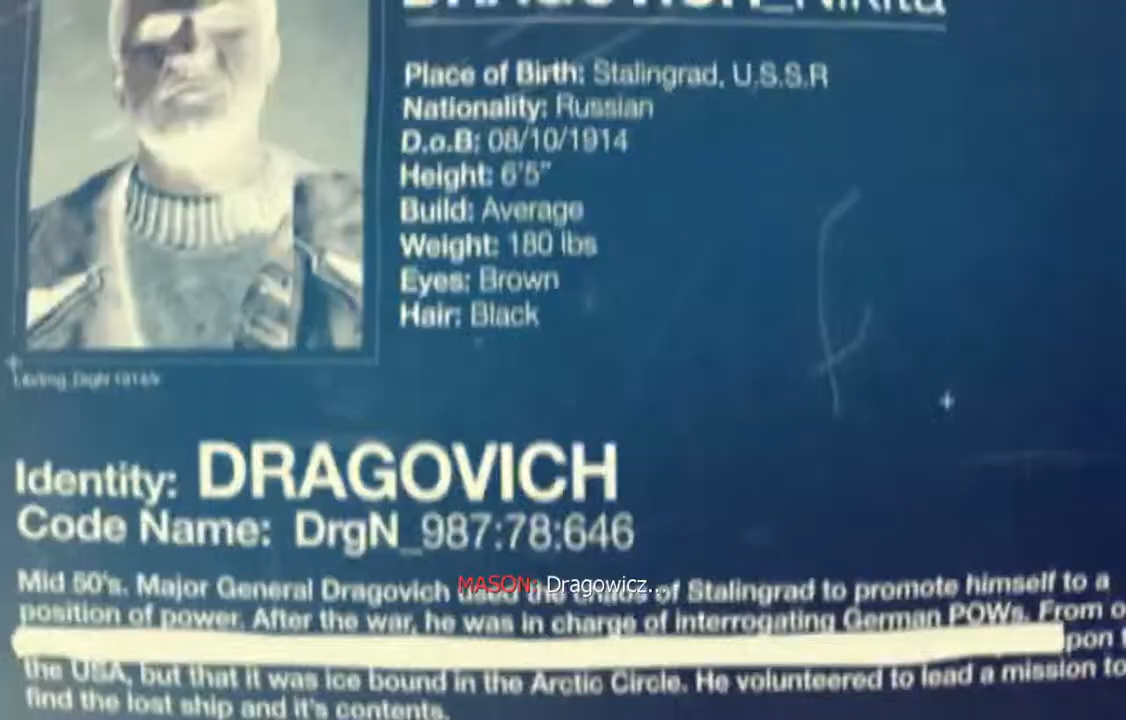 DRAGOVICH_Nikita
Place of Birth: Stalingrad, U.S.S.R
Nationality: Russian
D.o.B: 08/10/1914
Height: 6'5"
Build: Average
Weight: 180 lbs
Eyes: Brown
Hair: Black
Identity: DRAGOVICH
Code Name: DrgN_987:78:646
Mid 50's. Major General Dragovich used the chaos of Stalingrad to promote himself to a
MASON: Dragowicz...
position of power. After the war, he was in charge of interrogating German POWs. From
the USA, but that it was ice bound in the Arctic Circle. He volunteered to lead a mission to
find the lost ship and it's contents.